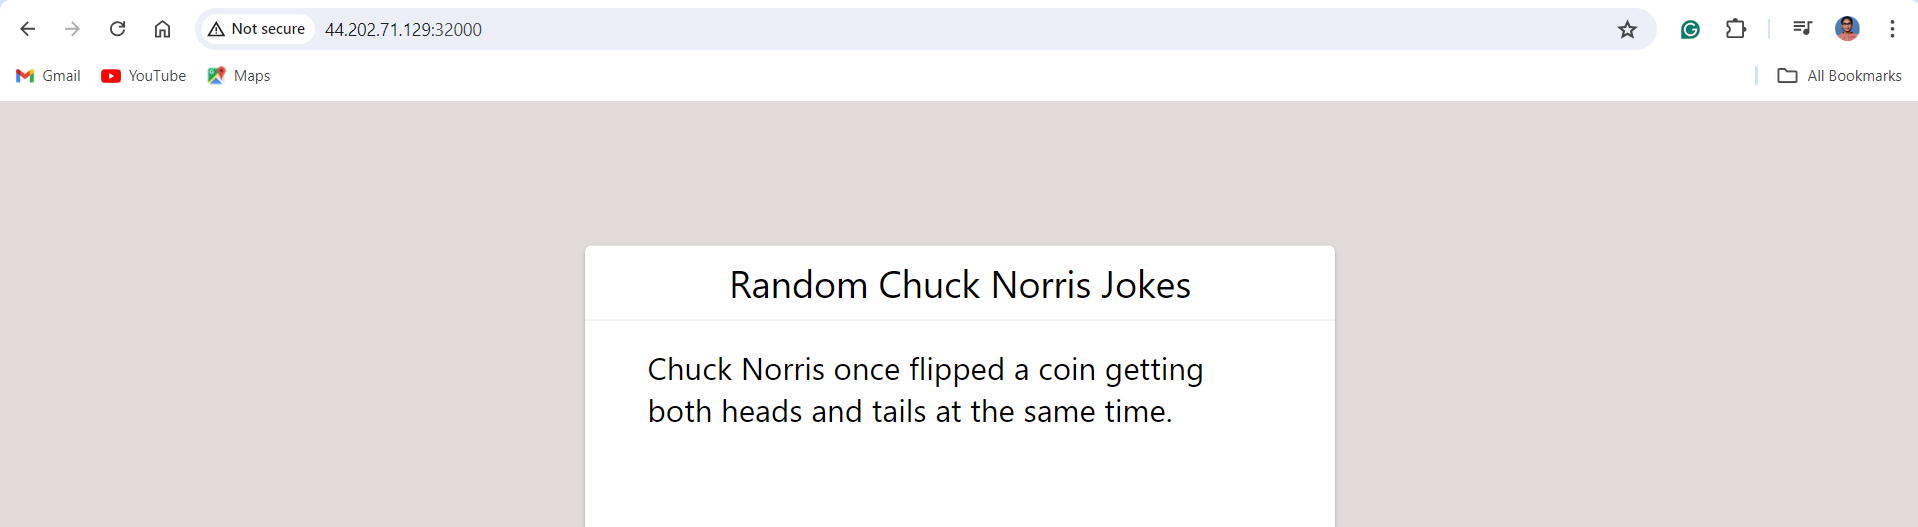 Not secure
44.202.71.129:32000
Gmail
YouTube
Maps
All Bookmarks
Random Chuck Norris Jokes
Chuck Norris once flipped a coin getting
both heads and tails at the same time.